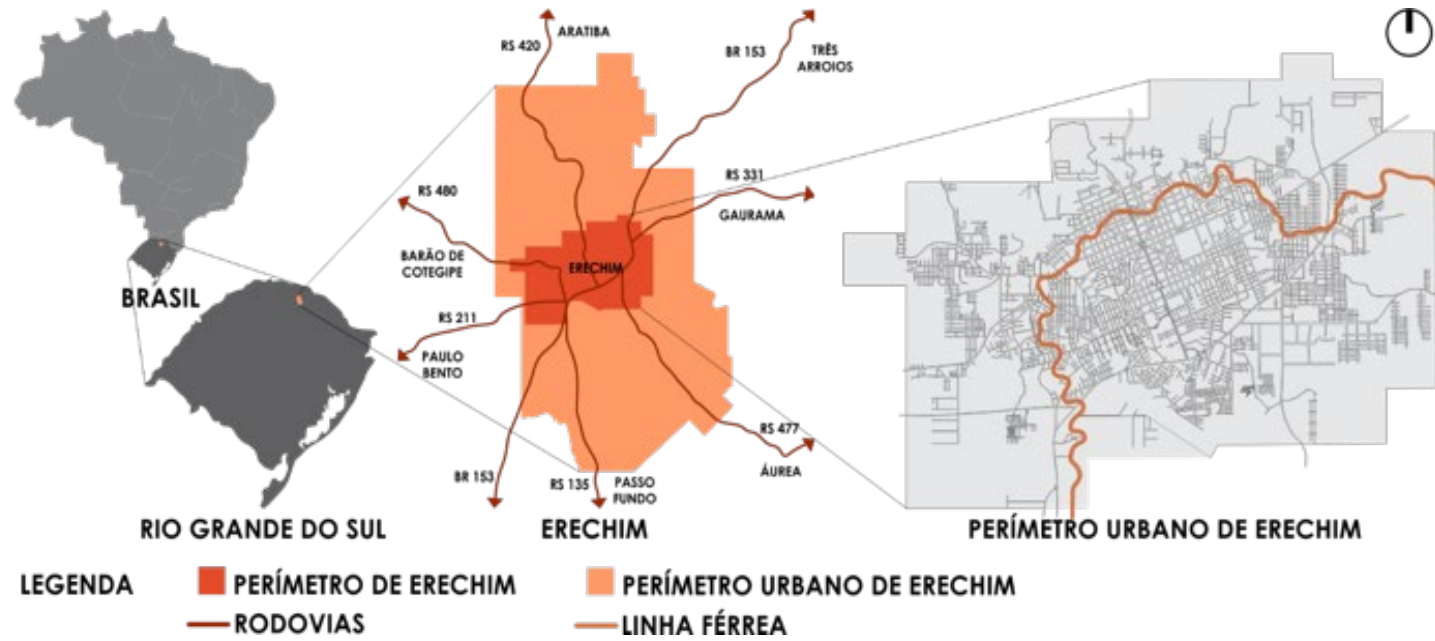 ARATIBA
RS 420
BR 153
TRÊS
ARROIOS
RS 480
RS 331
GAURAMA
BARÃO DE
COTEGIPE
ERECHIM
BRASIL
RS 211
PAULO
BENTO
RS 477
ÁUREA
BR 153
RS 135
PASSO
FUNDO
RIO GRANDE DO SUL
ERECHIM
PERÍMETRO URBANO DE ERECHIM
LEGENDA
PERÍMETRO DE ERECHIM
PERÍMETRO URBANO DE ERECHIM
RODOVIAS
LINHA FÉRREA